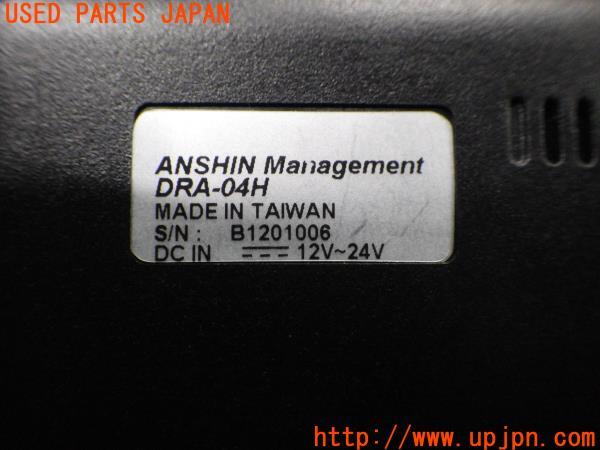 USED PARTS JAPAN
ANSHIN Management
DRA-04H
MADE IN TAIWAN
S/N : B1201006
DC IN ⎓ 12V~24V
http://www.upjpn.com